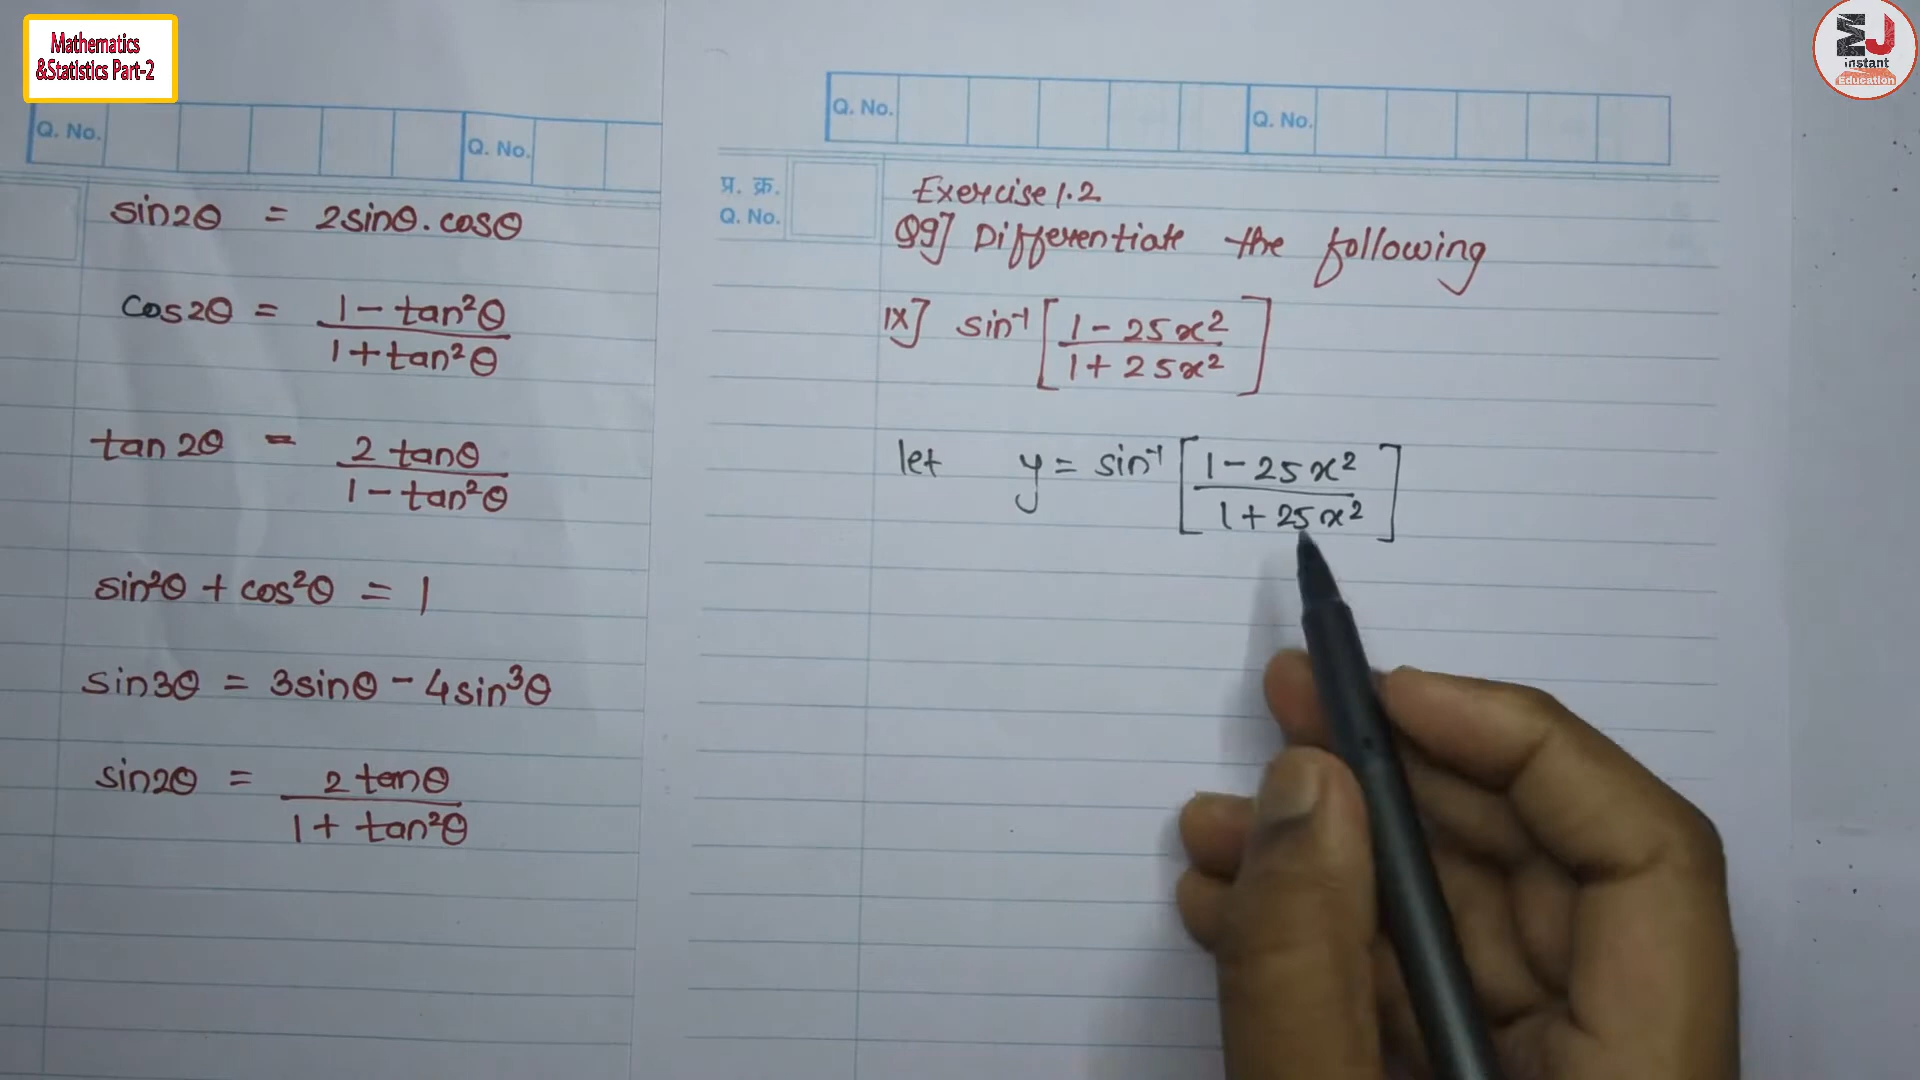 Mathematics
&Statistics Part-2
MJ
instant
Education
Q. No.
Q. No.
sin2θ = 2sinθ.cosθ
cos2θ = 1 - tan²θ / 1 + tan²θ
tan 2θ = 2 tanθ / 1 - tan²θ
sin²θ + cos²θ = 1
sin3θ = 3sinθ - 4sin³θ
sin2θ = 2 tanθ / 1 + tan²θ
Q. No.
Q. No.
प्र. क्र.
Q. No.
Exercise 1.2
Q9] Differentiate the following
IX] sin⁻¹ [1 - 25x² / 1 + 25x²]
let y = sin⁻¹ [1 - 25x² / 1 + 25x²]